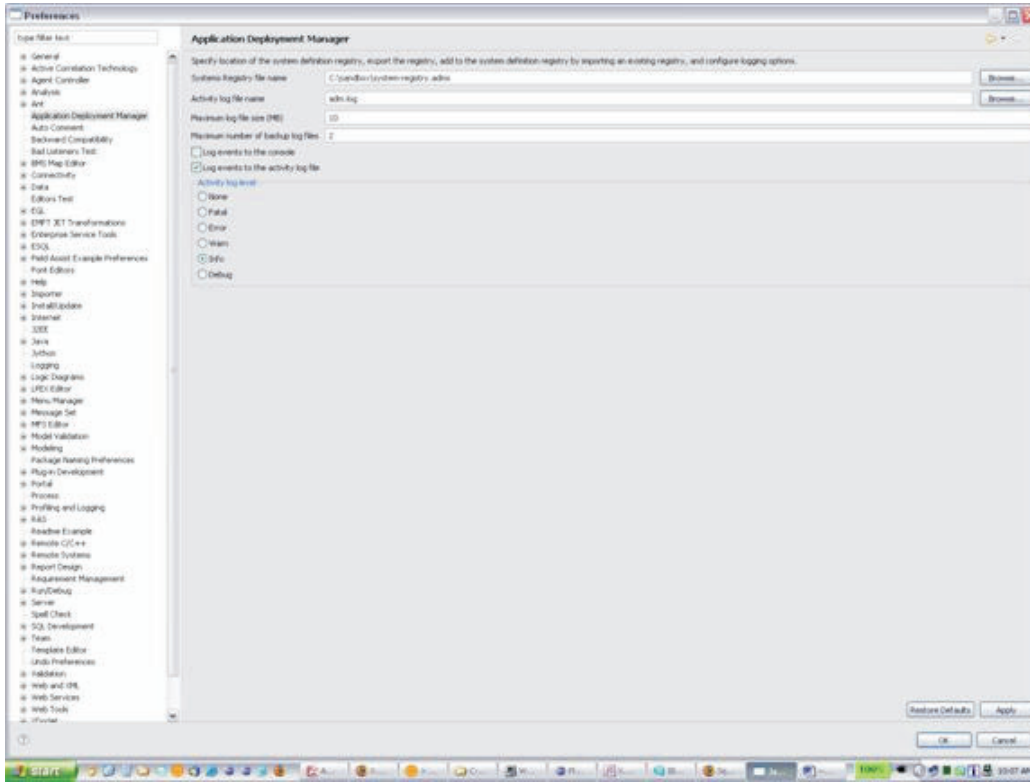 Preferences
type filter text
General
Active Correlation Technology
Agent Controller
Analysis
Ant
Application Deployment Manager
Auto Comment
Backward Compatibility
Bad Listeners Test
BMS Map Editor
Connectivity
Data
Editors Test
EGL
EMFT JET Transformations
Enterprise Service Tools
ESQL
Field Assist Example Preferences
Font Editors
Help
Importer
Install/Update
Internet
J2EE
Java
Jython
Logging
Logic Diagrams
LPEX Editor
Menu Manager
Message Set
MFS Editor
Model Validation
Modeling
Package Naming Preferences
Plug-in Development
Portal
Process
Profiling and Logging
RAS
Readme Example
Remote C/C++
Remote Systems
Report Design
Requirement Management
Run/Debug
Server
Spell Check
SQL Development
Team
Template Editor
Undo Preferences
Validation
Web and XML
Web Services
Web Tools
Application Deployment Manager
Specify location of the system definition registry, export the registry, add to the system definition registry by importing an existing registry, and configure logging options.
Systems Registry file name C:\sandbox\system-registry.admx Browse...
Activity log file name adm.log Browse...
Maximum log file size (MB) 10
Maximum number of backup log files 2
Log events to the console
Log events to the activity log file
Activity log level
None
Fatal
Error
Warn
Info
Debug
Restore Defaults Apply
OK Cancel
start
100%
10:07 A